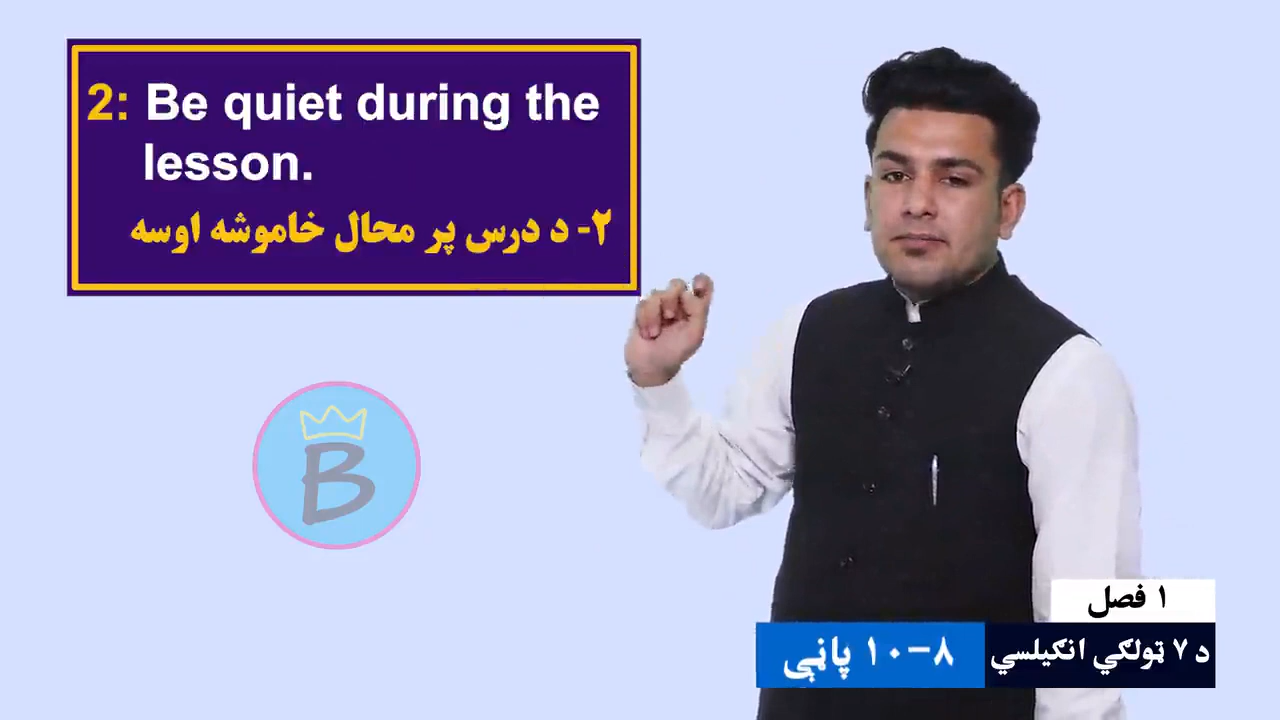 2: Be quiet during the
lesson.
۲- د درس پر محال خاموشه اوسه
B
۱ فصل
د ۷ ټولګي انګیلسي
۸-۱۰ پاڼې